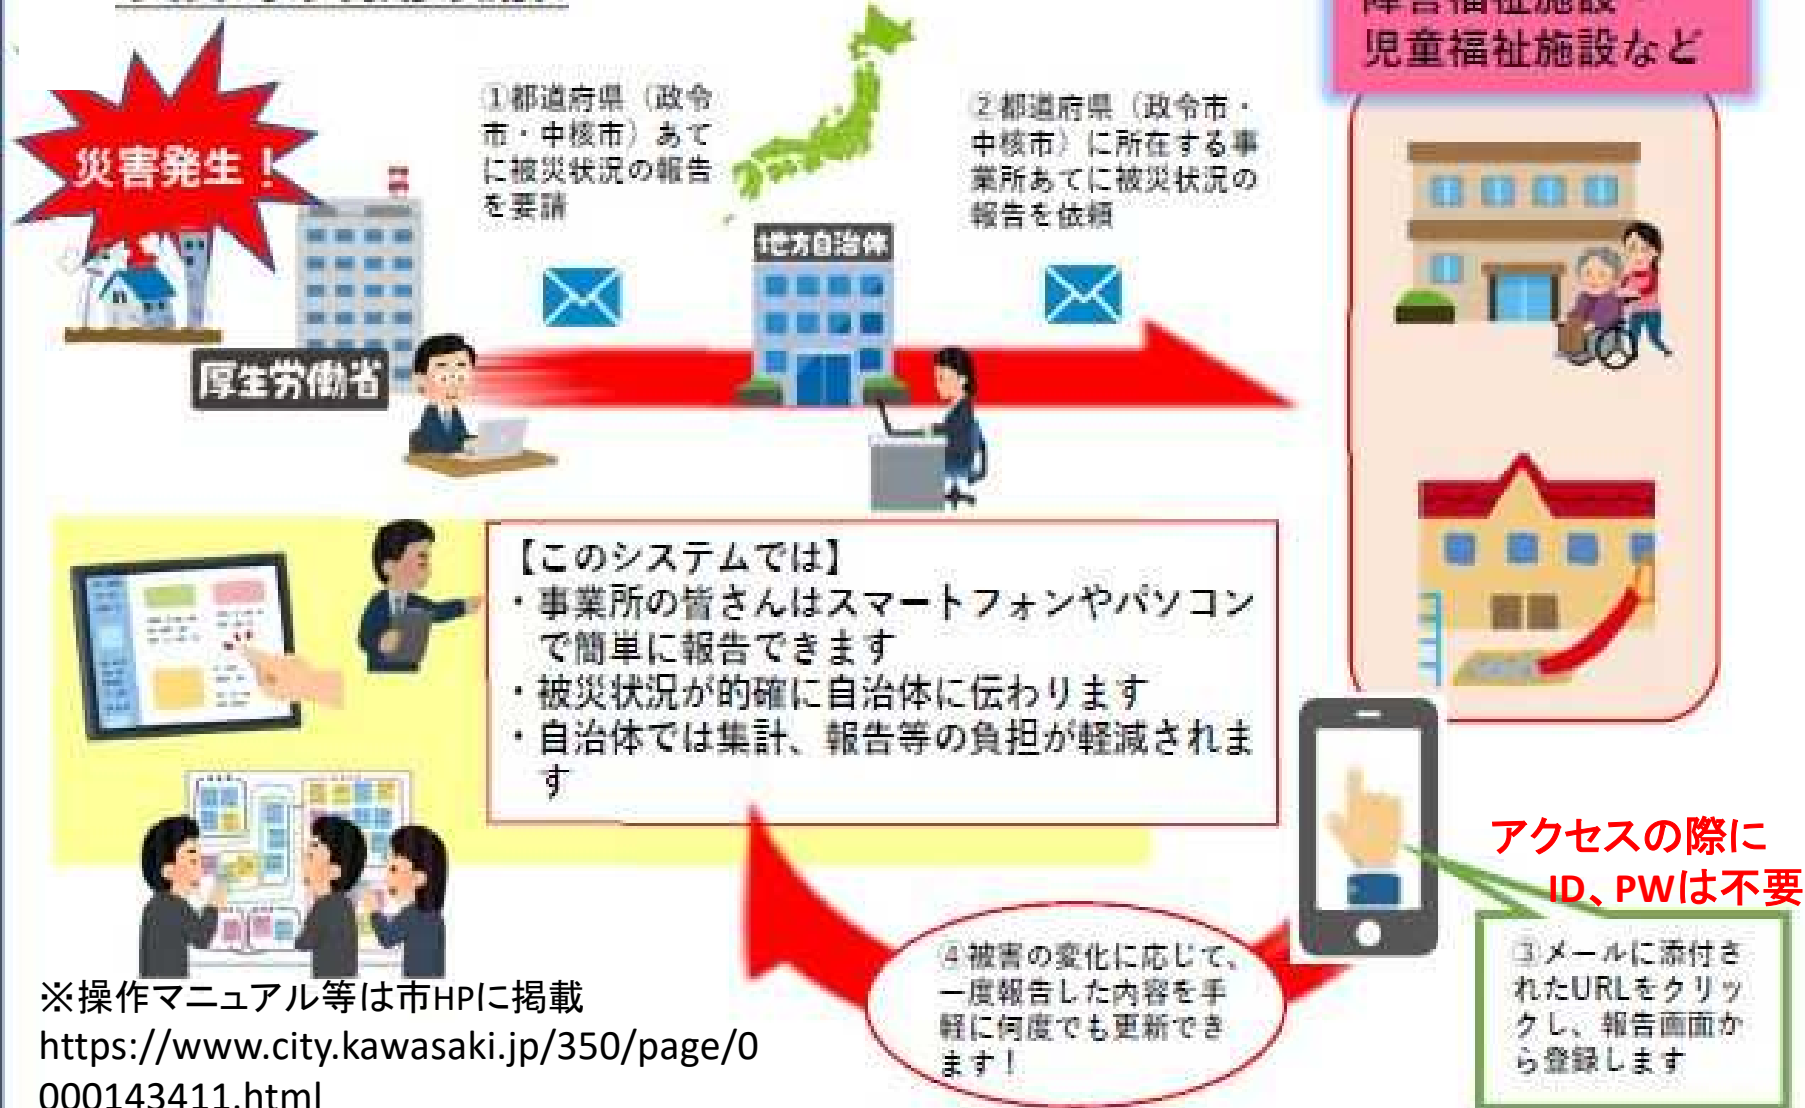 障害福祉施設・
児童福祉施設など
災害発生!
①都道府県（政令
市・中核市）あて
に被災状況の報告
を要請
②都道府県（政令市・
中核市）に所在する事
業所あてに被災状況の
報告を依頼
地方自治体
厚生労働省
【このシステムでは】
・事業所の皆さんはスマートフォンやパソコン
で簡単に報告できます
・被災状況が的確に自治体に伝わります
・自治体では集計、報告等の負担が軽減されま
す
アクセスの際に
ID、PWは不要
③メールに添付さ
れたURLをクリッ
クし、報告画面か
ら登録します
④被害の変化に応じて、
一度報告した内容を手
軽に何度でも更新でき
ます！
※操作マニュアル等は市HPに掲載
https://www.city.kawasaki.jp/350/page/0
000143411.html